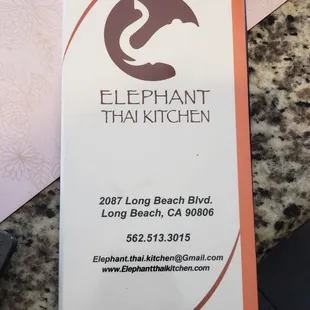 ELEPHANT
THAI KITCHEN
2087 Long Beach Blvd.
Long Beach, CA 90806
562.513.3015
Elephant.thai.kitchen@Gmail.com
www.Elephantthaikitchen.com